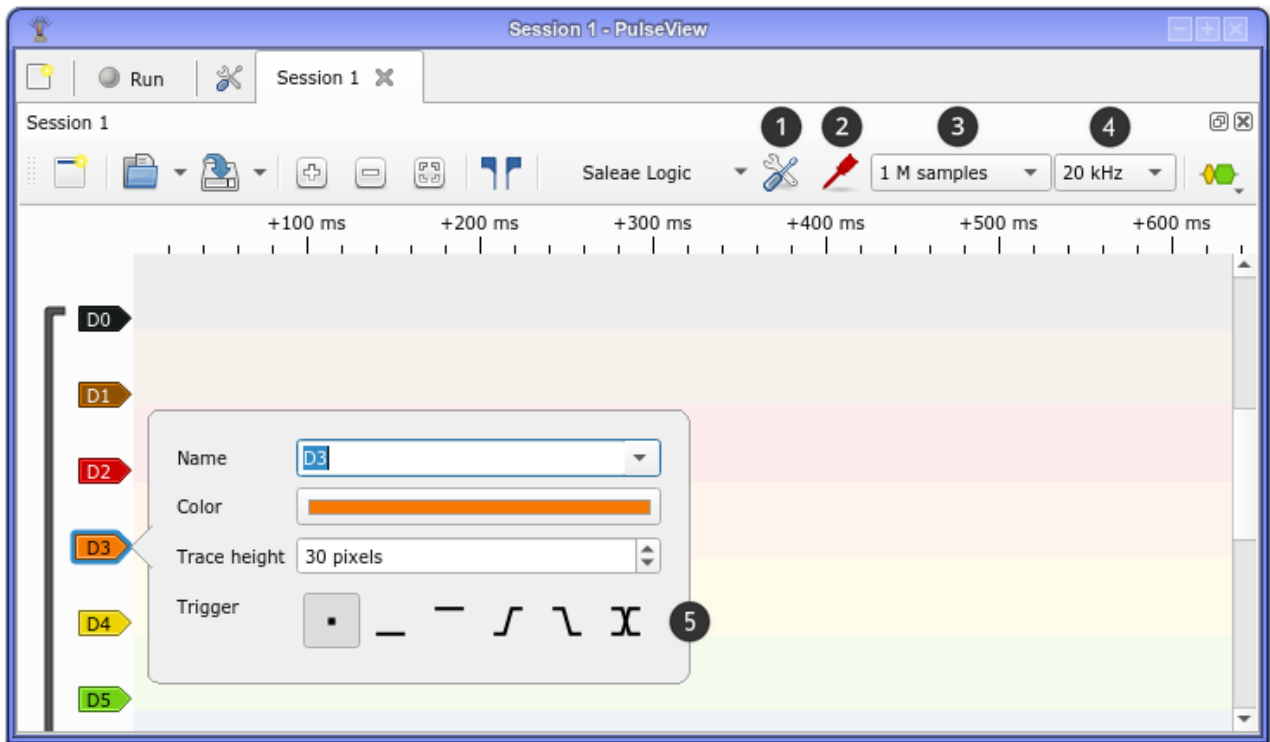 Session 1 - PulseView
Run
Session 1
Session 1
1 2 3 4
Saleae Logic 1 M samples 20 kHz
+100 ms +200 ms +300 ms +400 ms +500 ms +600 ms
D0
D1
D2
D3
D4
D5
Name D3
Color
Trace height 30 pixels
Trigger 5